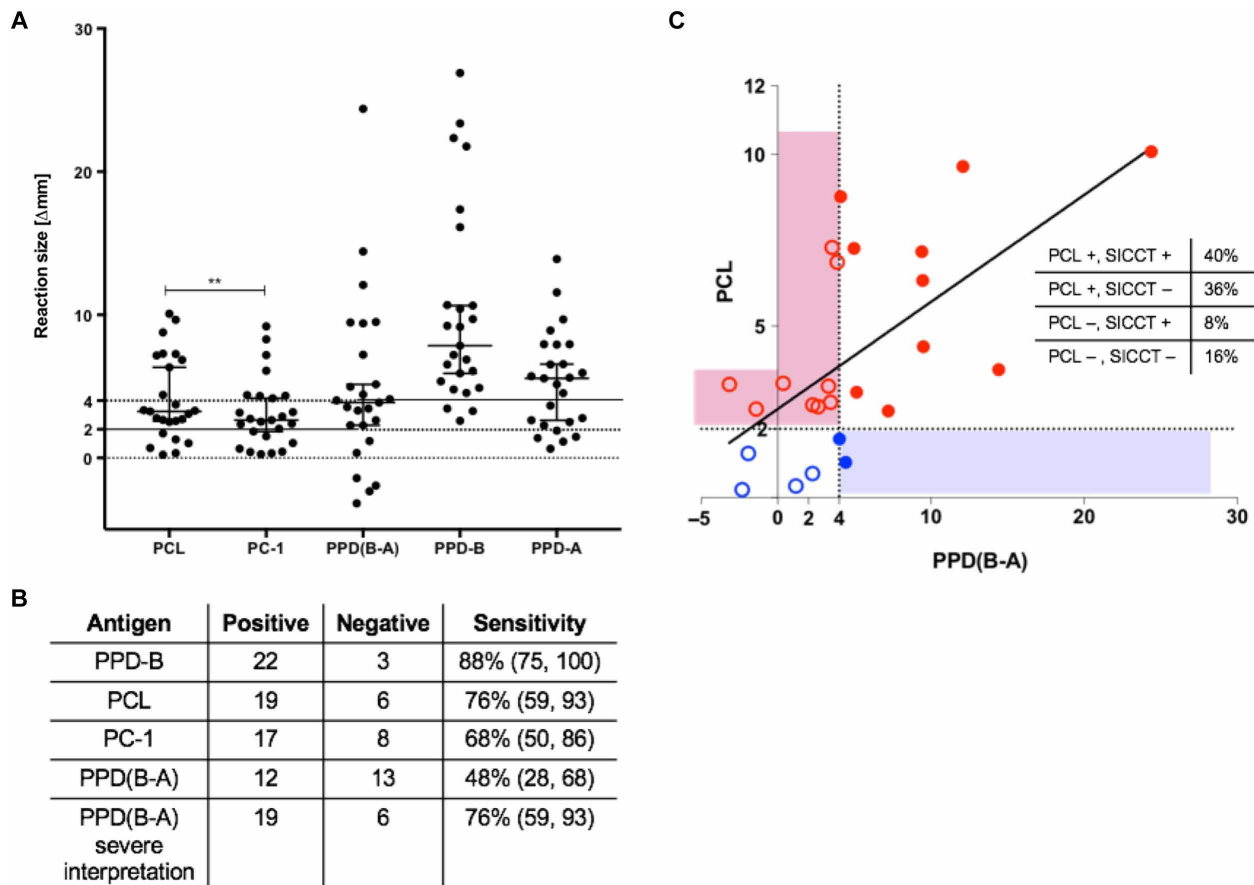 A
30
20
10
4
2
0
Reaction size [Δmm]
**
PCL PC-1 PPD(B-A) PPD-B PPD-A
B
Antigen Positive Negative Sensitivity
PPD-B 22 3 88% (75, 100)
PCL 19 6 76% (59, 93)
PC-1 17 8 68% (50, 86)
PPD(B-A) 12 13 48% (28, 68)
PPD(B-A) 19 6 76% (59, 93)
severe
interpretation
C
12
10
5
2
PCL
–5 0 2 4 10 20 30
PPD(B-A)
PCL +, SICCT + 40%
PCL +, SICCT – 36%
PCL –, SICCT + 8%
PCL –, SICCT – 16%